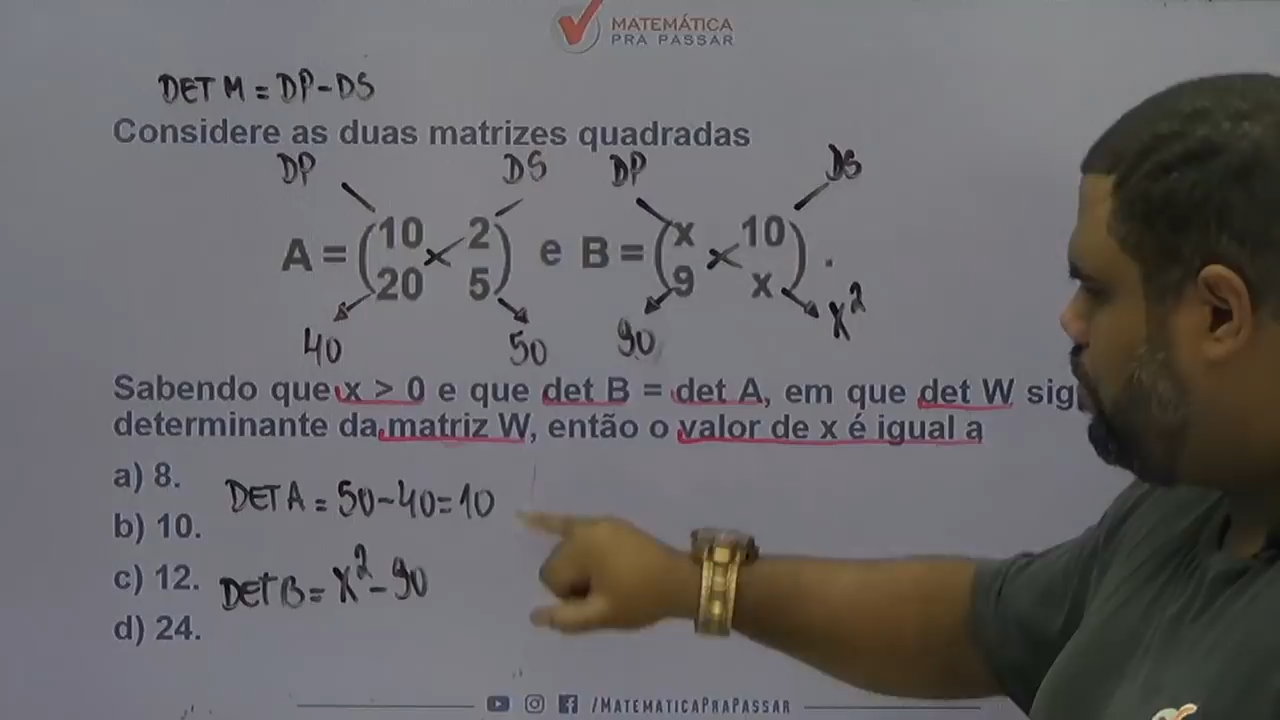 MATEMÁTICA
PRA PASSAR
DET M = DP - DS
Considere as duas matrizes quadradas
DP DS DP DS
A = (10 2
20 5) e B = (x 10
9 x).
40 50 90 x²
Sabendo que x > 0 e que det B = det A, em que det W sig
determinante da matriz W, então o valor de x é igual a
a) 8.
DET A = 50 - 40 = 10
b) 10.
c) 12.
DET B = x² - 90
d) 24.
/MATEMATICAPRAPASSAR